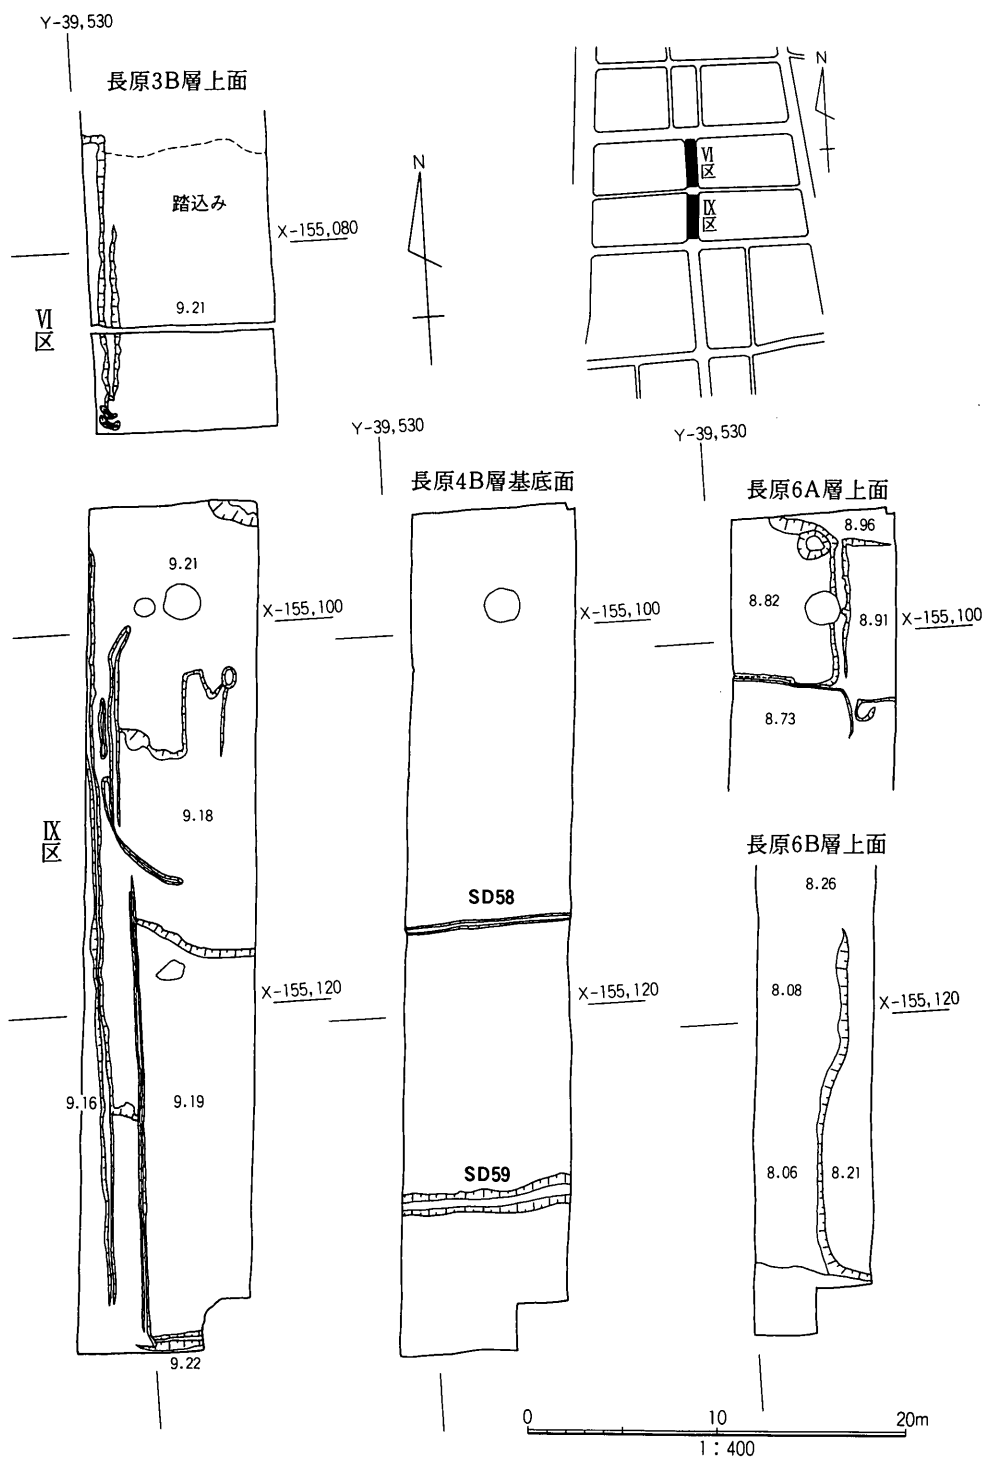 Y-39,530
長原3B層上面
N
N
Ⅵ区
Ⅸ区
踏込み
X-155,080
9.21
Ⅵ区
Y-39,530
Y-39,530
長原4B層基底面
長原6A層上面
8.96
9.21
8.82
X-155,100
X-155,100
8.91
X-155,100
8.73
9.18
Ⅸ区
長原6B層上面
8.26
SD58
X-155,120
X-155,120
8.08
X-155,120
9.16
9.19
SD59
8.06
8.21
9.22
0 10 20m
1:400